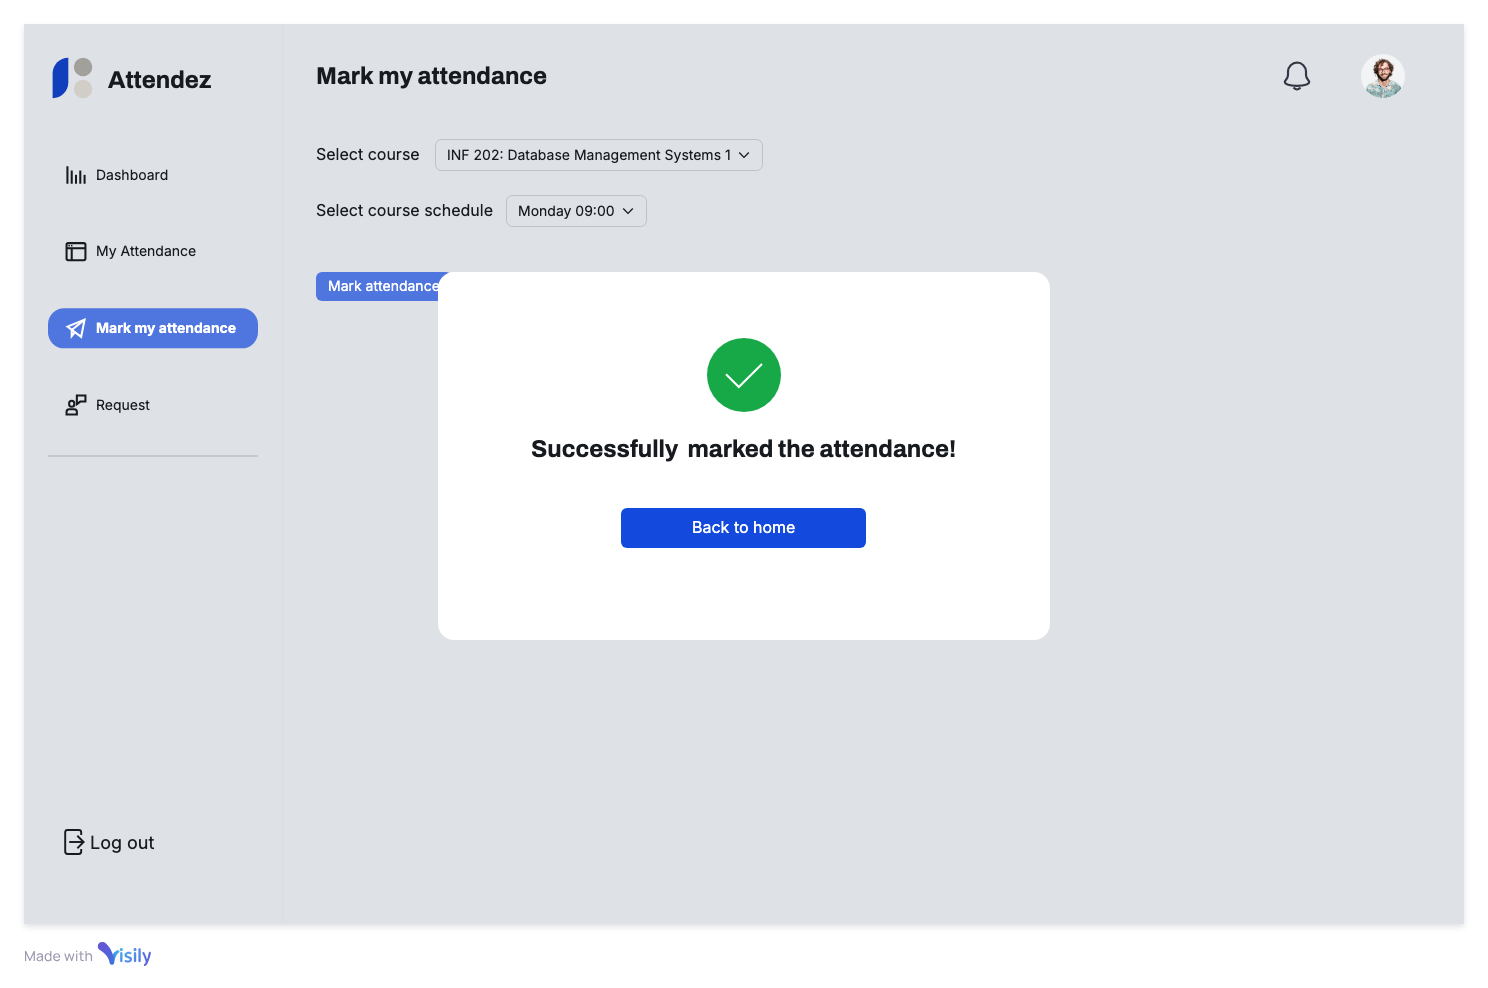 Attendez
Mark my attendance
Select course
INF 202: Database Management Systems 1
Dashboard
Select course schedule
Monday 09:00
My Attendance
Mark attendance
Mark my attendance
Request
Successfully marked the attendance!
Back to home
Log out
Made with Visily